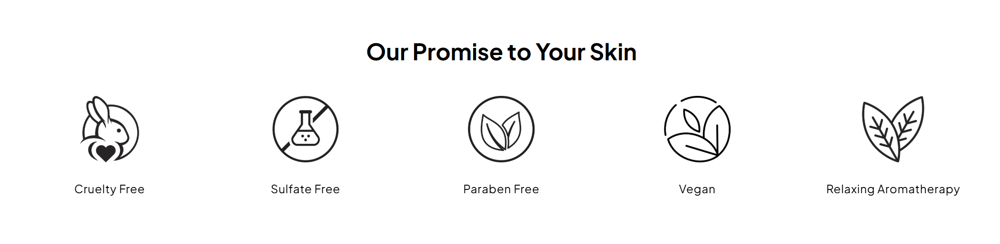 Our Promise to Your Skin
Cruelty Free
Sulfate Free
Paraben Free
Vegan
Relaxing Aromatherapy